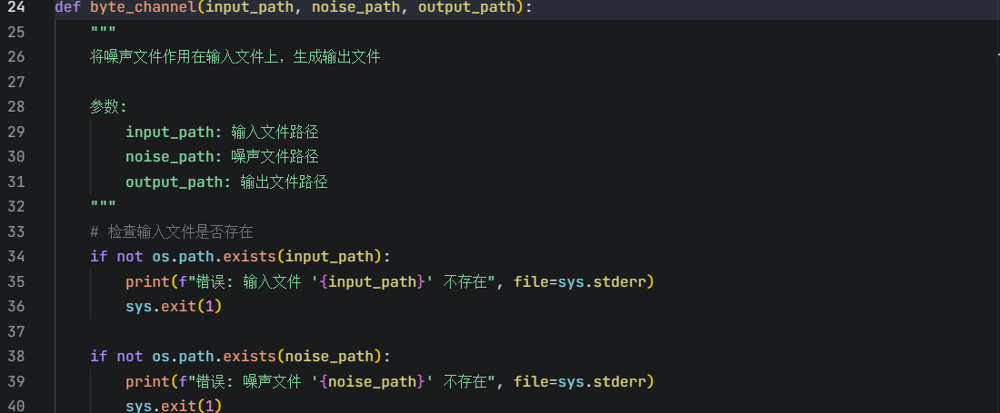 24 def byte_channel(input_path, noise_path, output_path):
25 """
26 将噪声文件作用在输入文件上，生成输出文件
27
28 参数:
29 input_path: 输入文件路径
30 noise_path: 噪声文件路径
31 output_path: 输出文件路径
32 """
33 # 检查输入文件是否存在
34 if not os.path.exists(input_path):
35 print(f"错误: 输入文件 '{input_path}' 不存在", file=sys.stderr)
36 sys.exit(1)
37
38 if not os.path.exists(noise_path):
39 print(f"错误: 噪声文件 '{noise_path}' 不存在", file=sys.stderr)
40 sys.exit(1)